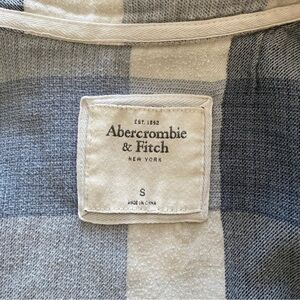 EST. 1892
Abercrombie
& Fitch
NEW YORK
S
MADE IN CHINA